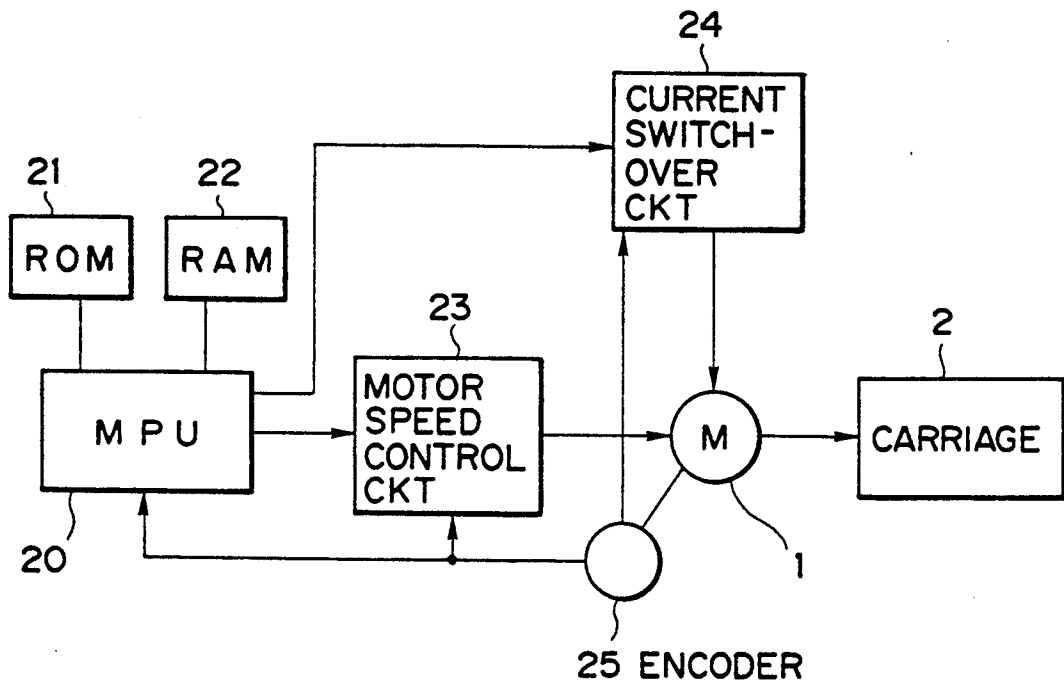 24
CURRENT
SWITCH-
OVER
CKT
21
22
ROM
RAM
23
2
MOTOR
SPEED
CONTROL
CKT
MPU
M
CARRIAGE
20
1
25 ENCODER